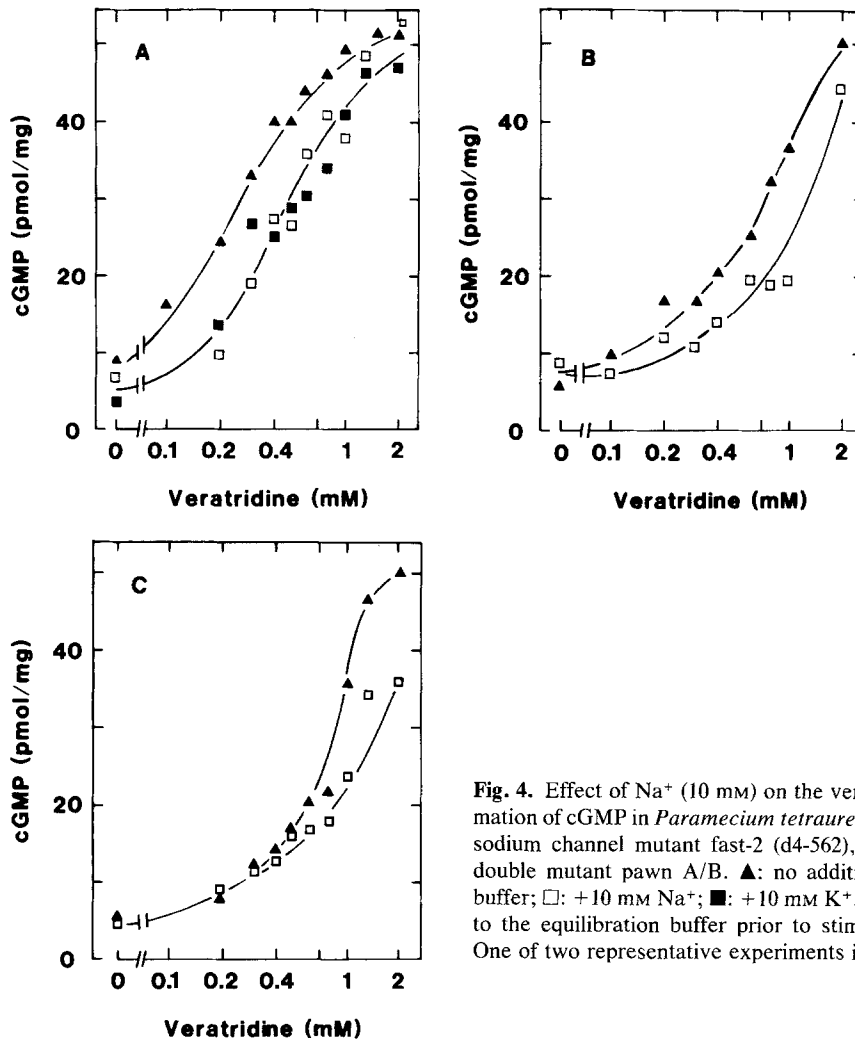 A
cGMP (pmol/mg)
40
20
0
0 0.1 0.2 0.4 1 2
Veratridine (mM)
B
cGMP (pmol/mg)
40
20
0
0 0.1 0.2 0.4 1 2
Veratridine (mM)
C
cGMP (pmol/mg)
40
20
0
0 0.1 0.2 0.4 1 2
Veratridine (mM)
Fig. 4. Effect of Na⁺ (10 mM) on the ver
mation of cGMP in Paramecium tetraure
sodium channel mutant fast-2 (d4-562),
double mutant pawn A/B. ▲: no additi
buffer; □: +10 mM Na⁺; ■: +10 mM K⁺
to the equilibration buffer prior to stim
One of two representative experiments i